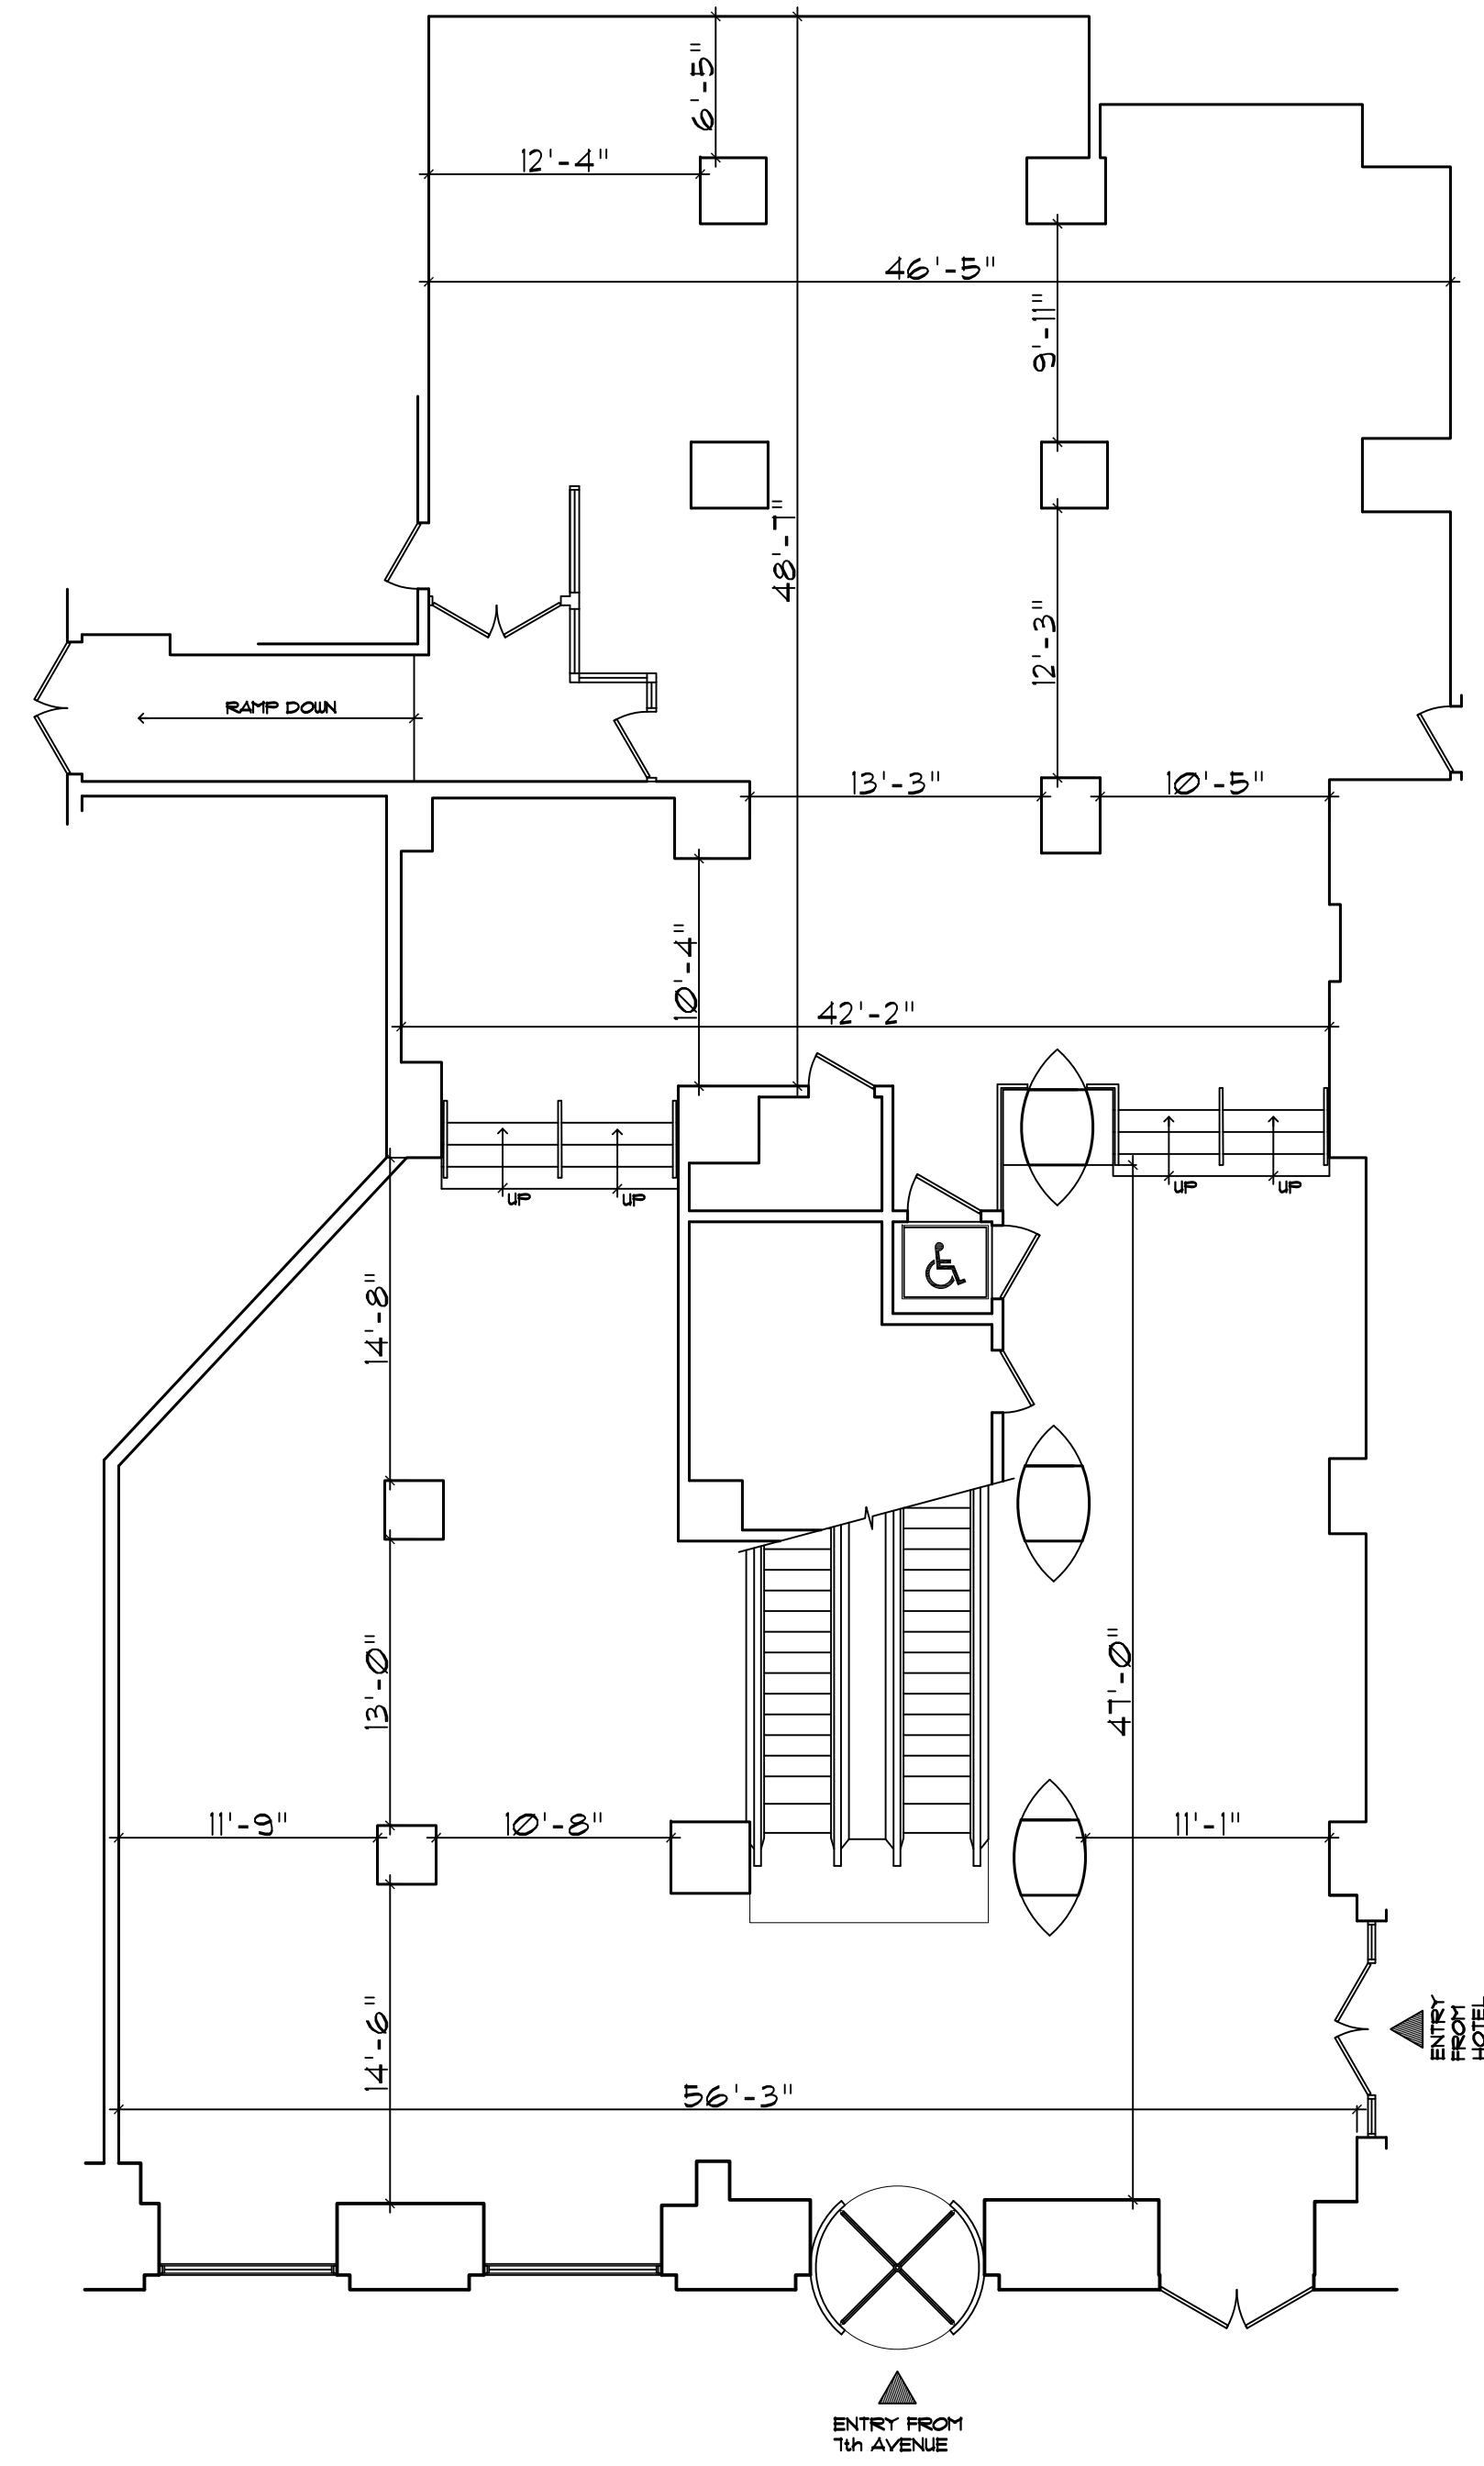 6'-5"
12'-4"
46'-5"
9'-11"
48'-7"
12'-3"
RAMP DOWN
13'-3"
10'-5"
10'-4"
42'-2"
UP
UP
UP
UP
14'-8"
13'-0"
47'-0"
11'-9"
10'-8"
11'-1"
14'-6"
ENTRY
FROM
HOTEL
56'-3"
ENTRY FROM
7th AVENUE